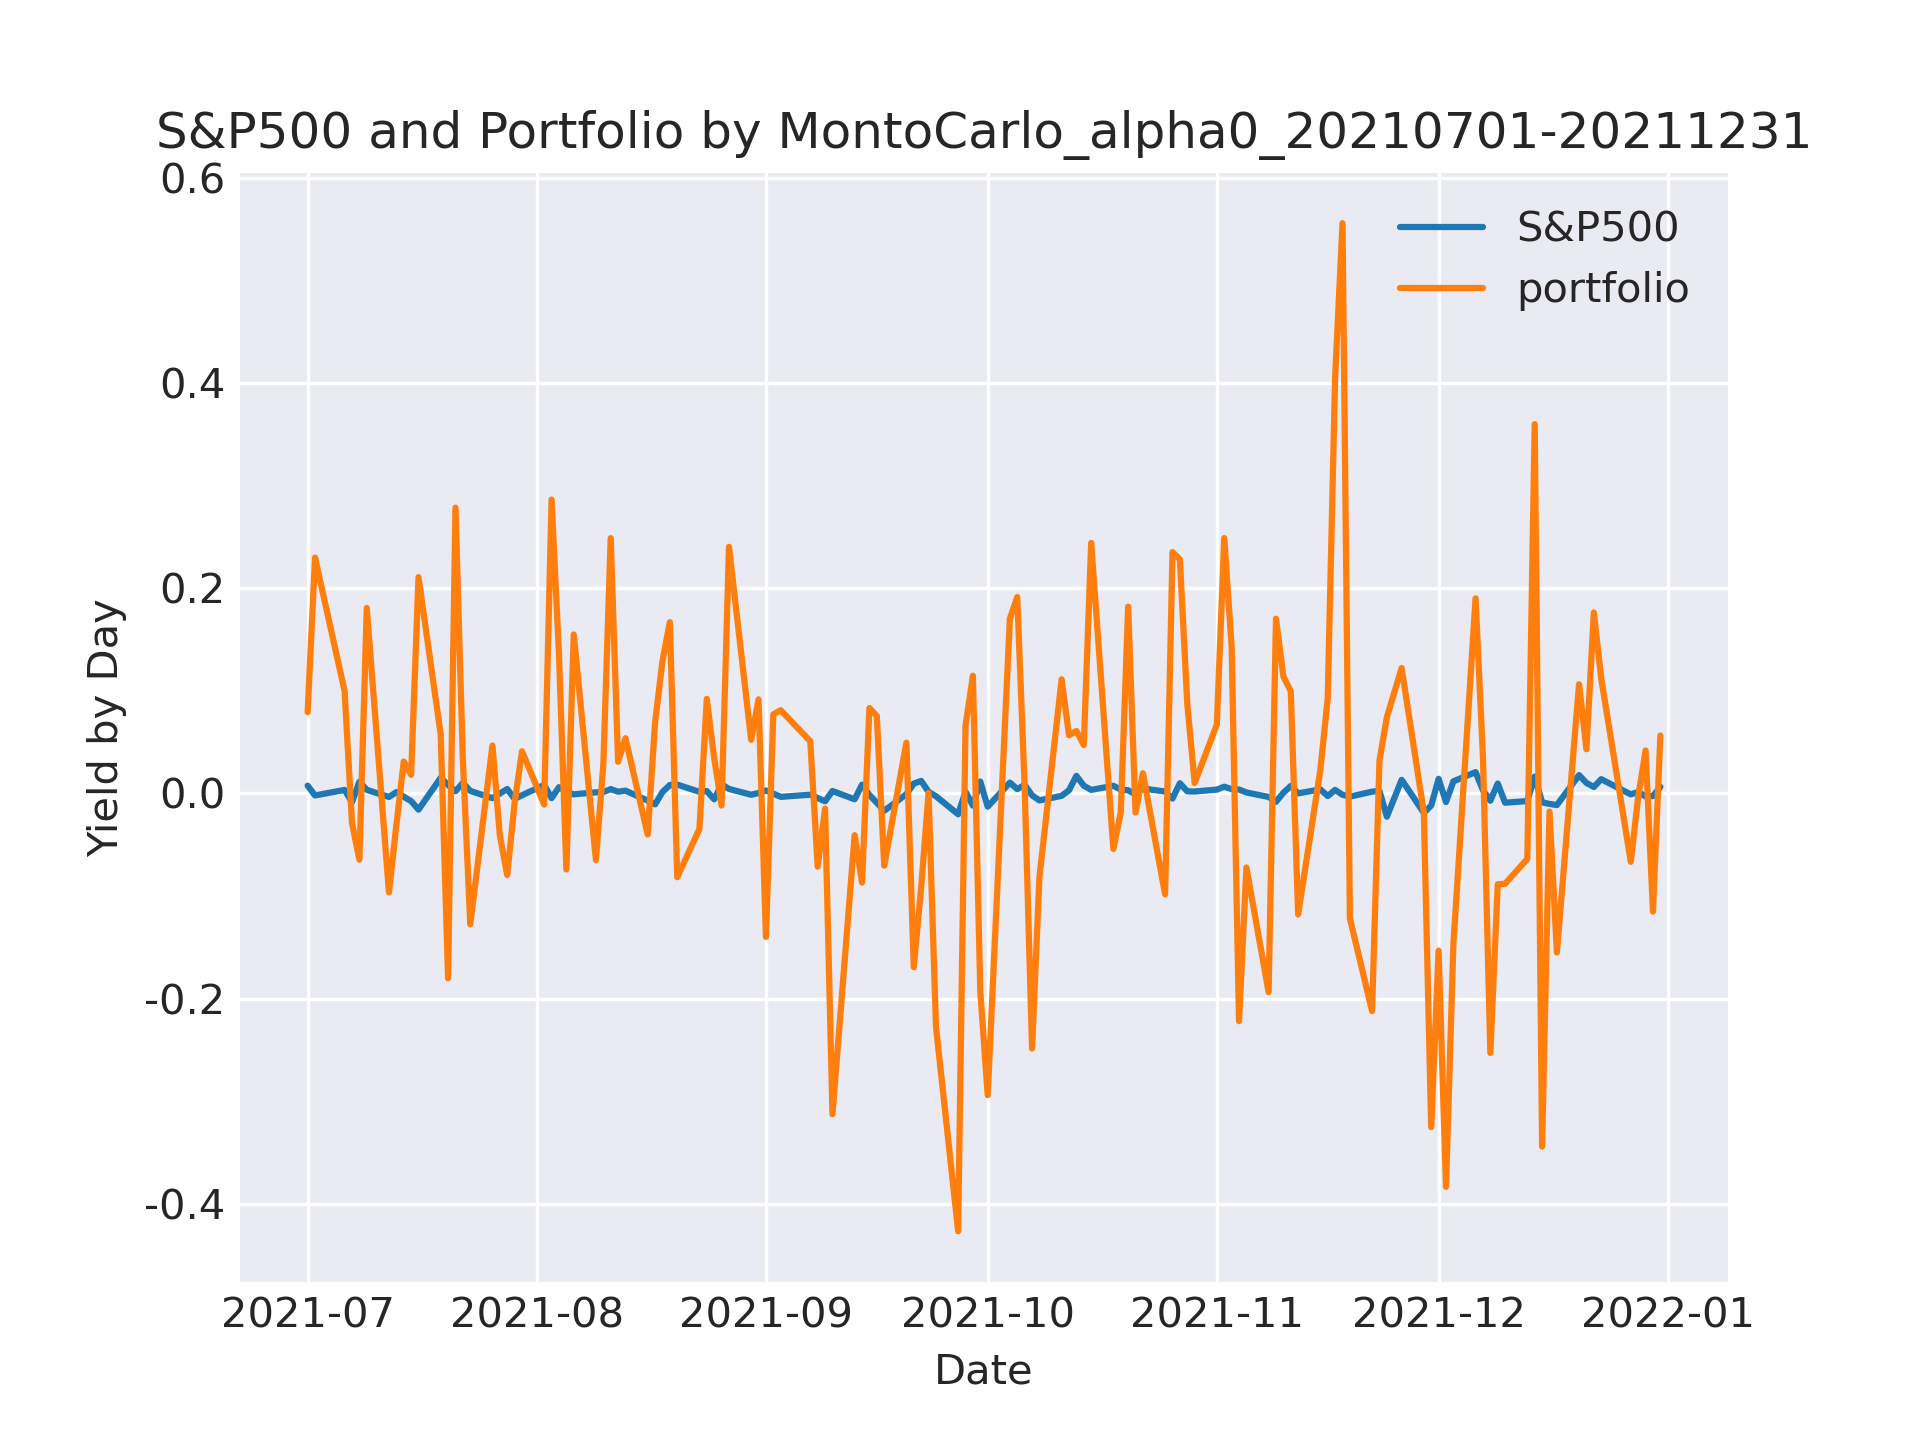 S&P500 and Portfolio by MontoCarlo_alpha0_20210701-20211231
0.6
0.4
0.2
0.0
-0.2
-0.4
Yield by Day
S&P500
portfolio
2021-07 2021-08 2021-09 2021-10 2021-11 2021-12 2022-01
Date